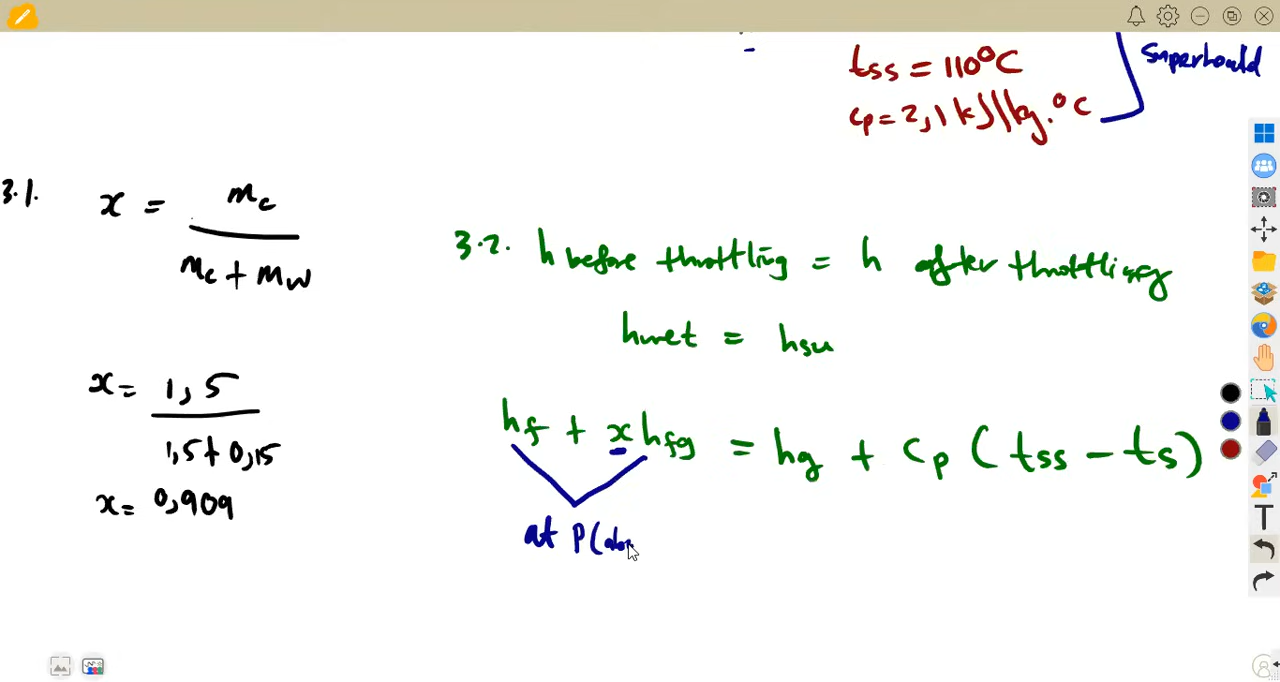 tss = 110°C
cp = 2,1 kJ/kg.°C
3.1.
x = mc / mc + mw
x = 1,5 / 1,5 + 0,15
x = 0,909
3.2. h before throttling = h after throttling
hwet = hsu
hf + x hfg = hg + cp (tss - ts)
at P(abs
T